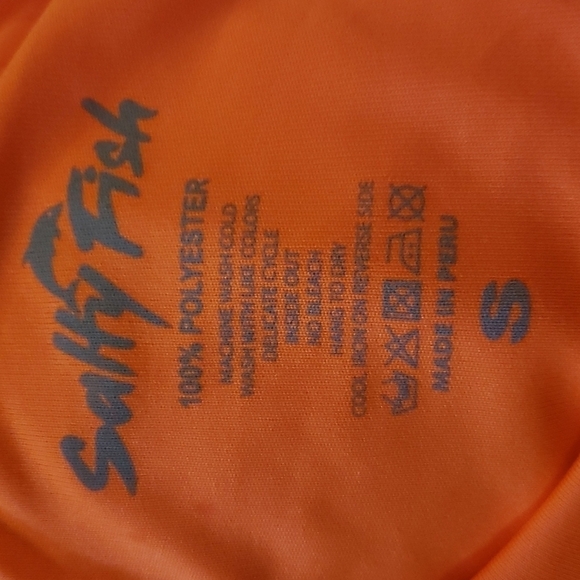 Salty Fish
100% POLYESTER
MACHINE WASH COLD
WASH WITH LIKE COLORS
DELICATE CYCLE
INSIDE OUT
NO BLEACH
HANG TO DRY
COOL IRON ON REVERSE SIDE
MADE IN PERU
S